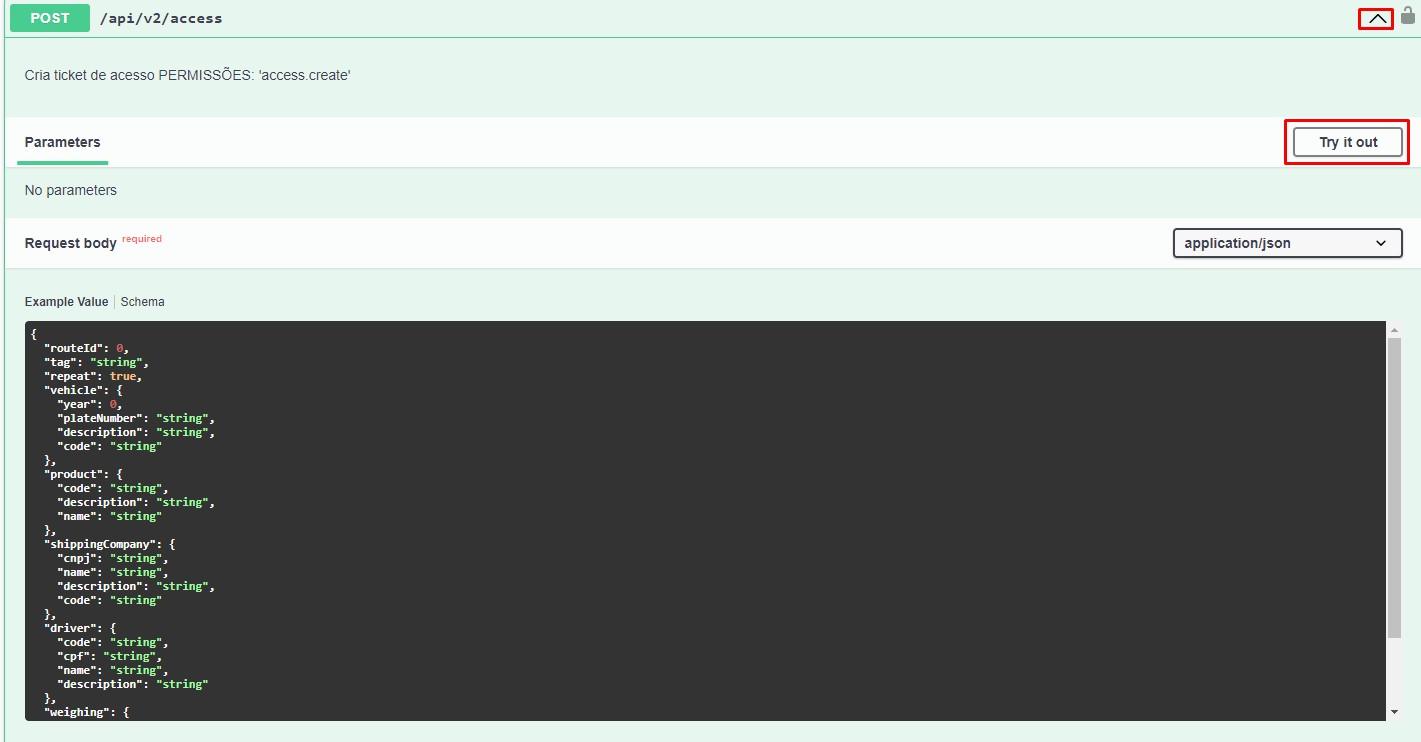 POST /api/v2/access
Cria ticket de acesso PERMISSÕES: 'access.create'
Parameters
Try it out
No parameters
Request body required
application/json
Example Value Schema
{
"routeId": 0,
"tag": "string",
"repeat": true,
"vehicle": {
"year": 0,
"plateNumber": "string",
"description": "string",
"code": "string"
},
"product": {
"code": "string",
"description": "string",
"name": "string"
},
"shippingCompany": {
"cnpj": "string",
"name": "string",
"description": "string",
"code": "string"
},
"driver": {
"code": "string",
"cpf": "string",
"name": "string",
"description": "string"
},
"weighing": {